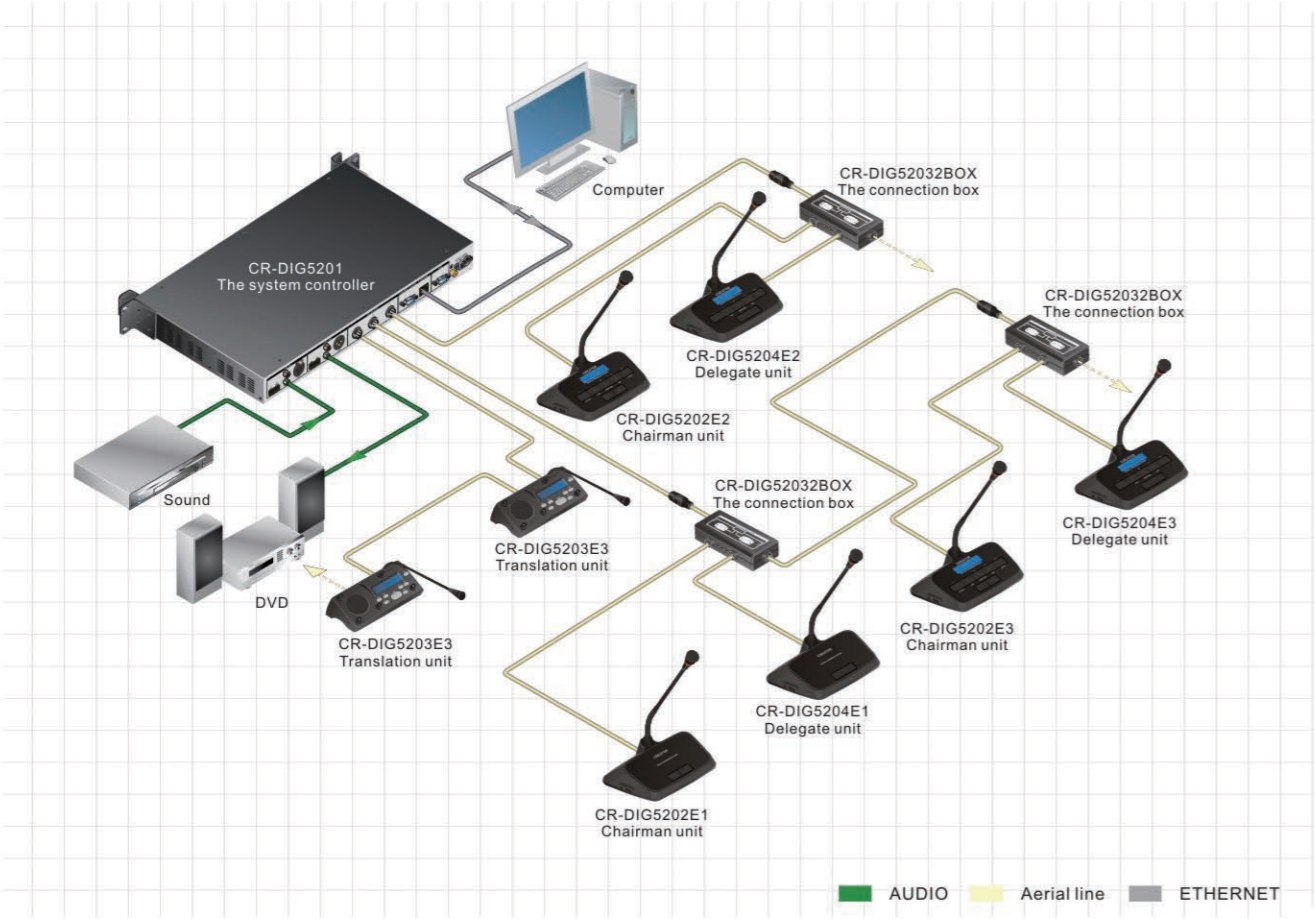 Computer
CR-DIG52032BOX
The connection box
CR-DIG5201
The system controller
CR-DIG52032BOX
The connection box
CR-DIG5204E2
Delegate unit
CR-DIG5202E2
Chairman unit
Sound
CR-DIG52032BOX
The connection box
CR-DIG5204E3
Delegate unit
CR-DIG5203E3
Translation unit
DVD
CR-DIG5203E3
Translation unit
CR-DIG5202E3
Chairman unit
CR-DIG5204E1
Delegate unit
CR-DIG5202E1
Chairman unit
AUDIO
Aerial line
ETHERNET